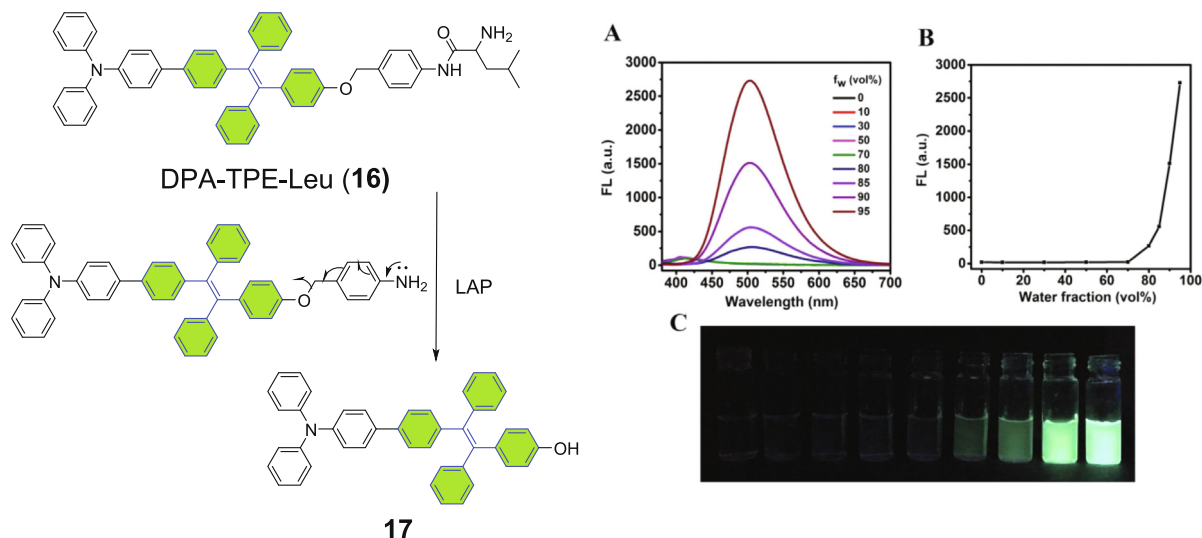 O
NH2
N
O
NH
DPA-TPE-Leu (16)
N
O
NH2
LAP
N
OH
17
A
FL (a.u.)
3000
2500
2000
1500
1000
500
0
400 450 500 550 600 650 700
Wavelength (nm)
fw (vol%)
0
10
30
50
70
80
85
90
95
B
FL (a.u.)
3000
2500
2000
1500
1000
500
0
0 20 40 60 80 100
Water fraction (vol%)
C